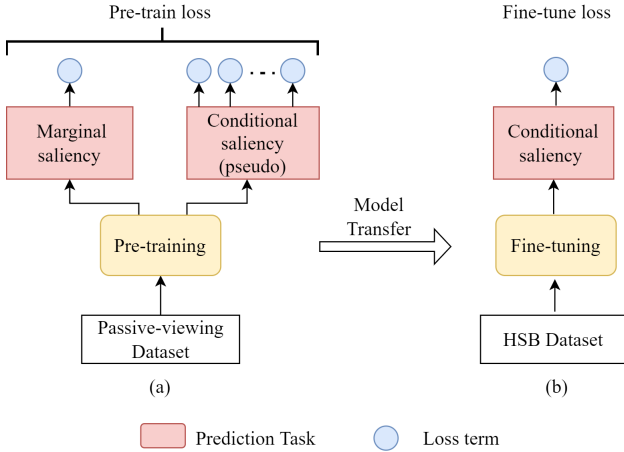 Pre-train loss
Fine-tune loss
Marginal
saliency
Conditional
saliency
(pseudo)
Conditional
saliency
Model
Transfer
Pre-training
Fine-tuning
Passive-viewing
Dataset
HSB Dataset
(a)
(b)
Prediction Task
Loss term